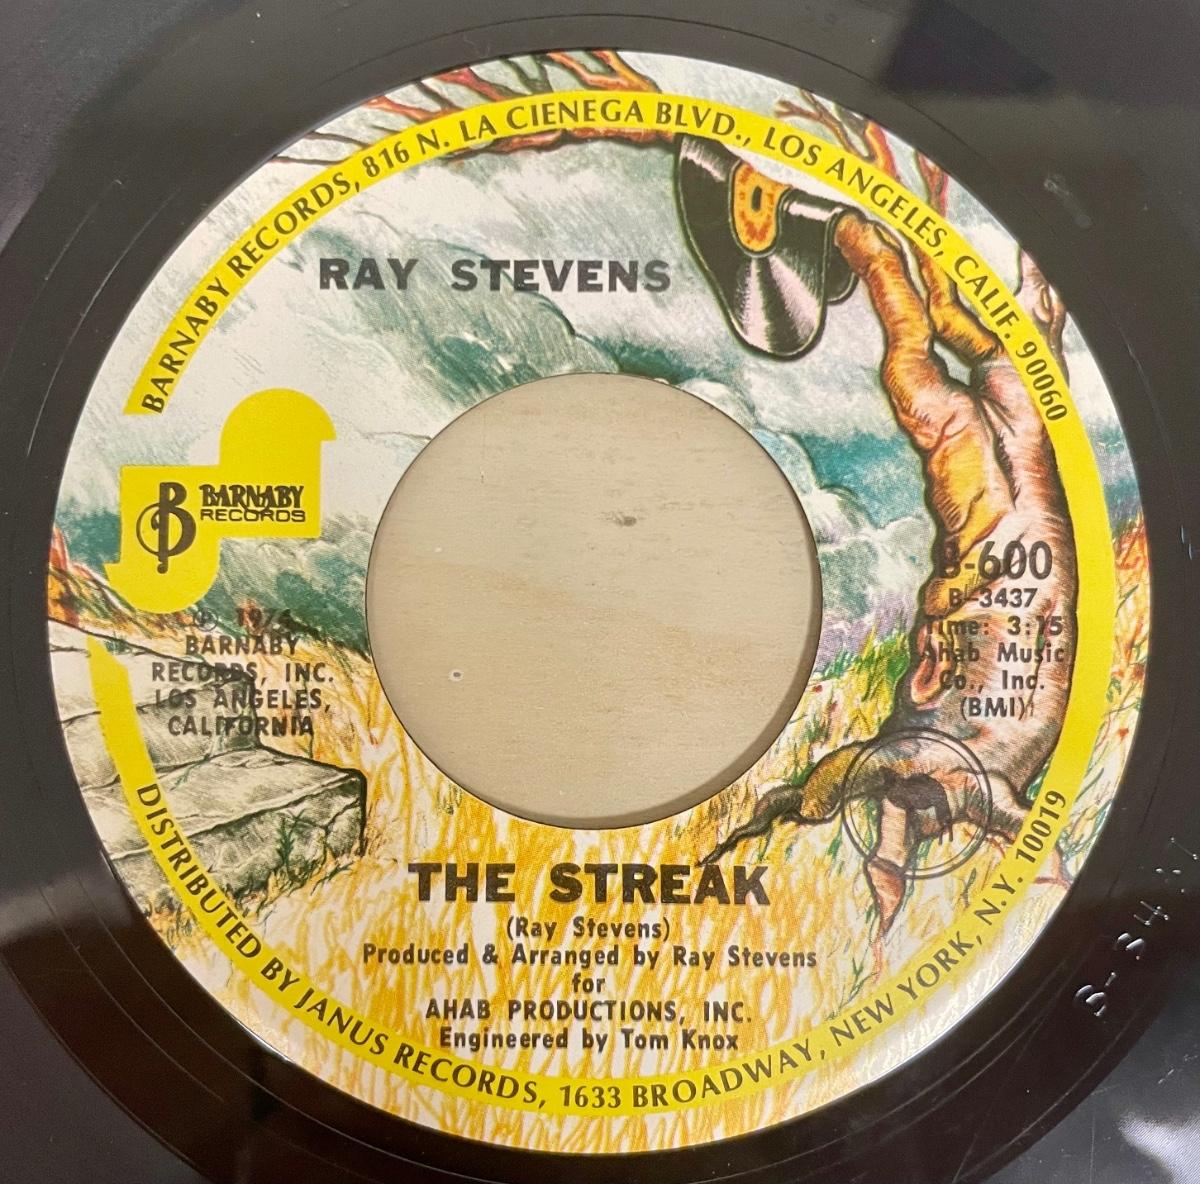 BARNABY RECORDS, 816 N. LA CIENEGA BLVD., LOS ANGELES, CALIF. 90060
RAY STEVENS
B BARNABY
RECORDS
℗ 1974
BARNABY
RECORDS, INC.
LOS ANGELES,
CALIFORNIA
B-600
B-3437
Time: 3:15
Ahab Music
Co., Inc.
(BMI)
THE STREAK
(Ray Stevens)
Produced & Arranged by Ray Stevens
for
AHAB PRODUCTIONS, INC.
Engineered by Tom Knox
DISTRIBUTED BY JANUS RECORDS, 1633 BROADWAY, NEW YORK, N.Y. 10019